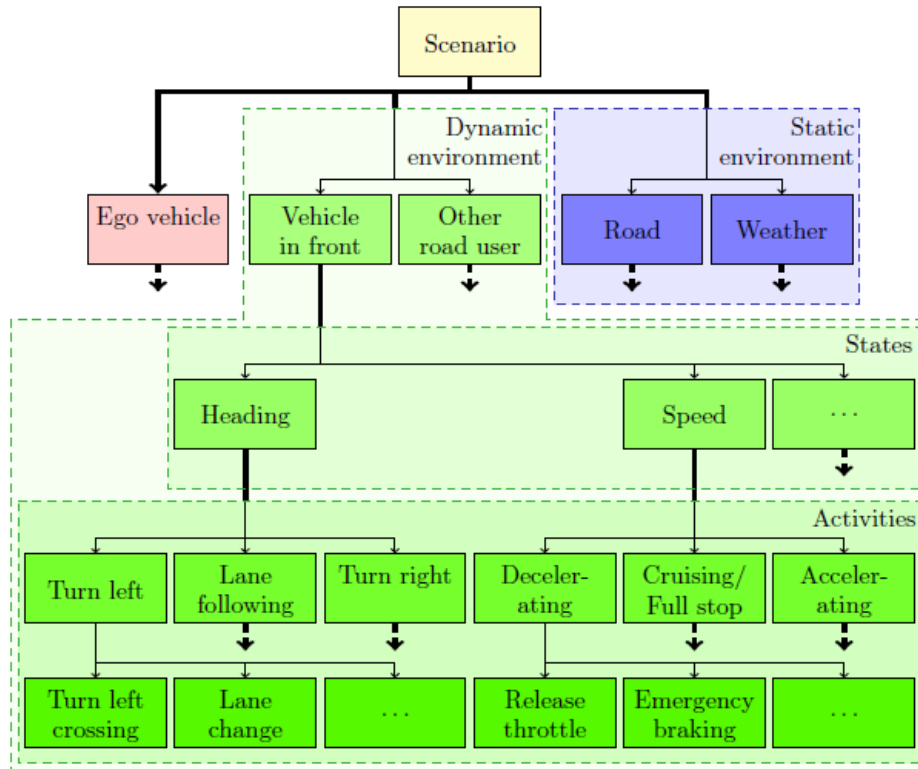 Scenario
Dynamic
environment
Static
environment
Ego vehicle
Vehicle
in front
Other
road user
Road
Weather
States
Heading
Speed
...
Activities
Turn left
Lane
following
Turn right
Deceler-
ating
Cruising/
Full stop
Acceler-
ating
Turn left
crossing
Lane
change
...
Release
throttle
Emergency
braking
...